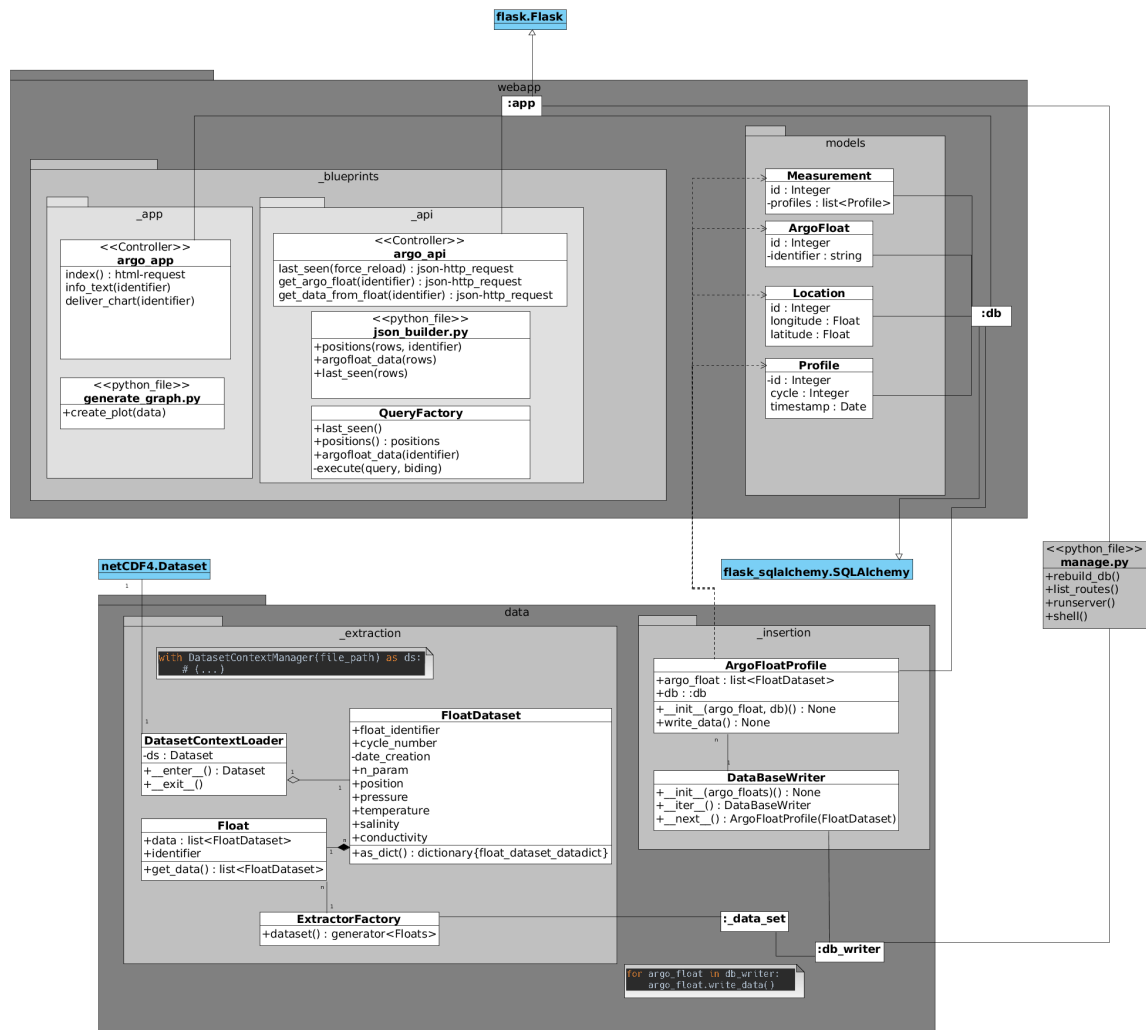 flask.Flask
webapp
:app
models
_blueprints
Measurement
id : Integer
-profiles : list<Profile>
_app
_api
ArgoFloat
id : Integer
-identifier : string
<<Controller>>
argo_app
index() : html-request
info_text(identifier)
deliver_chart(identifier)
<<Controller>>
argo_api
last_seen(force_reload) : json-http_request
get_argo_float(identifier) : json-http_request
get_data_from_float(identifier) : json-http_request
Location
id : Integer
longitude : Float
latitude : Float
:db
<<python_file>>
json_builder.py
+positions(rows, identifier)
+argofloat_data(rows)
+last_seen(rows)
Profile
-id : Integer
cycle : Integer
timestamp : Date
<<python_file>>
generate_graph.py
+create_plot(data)
QueryFactory
+last_seen()
+positions() : positions
+argofloat_data(identifier)
-execute(query, biding)
<<python_file>>
manage.py
+rebuild_db()
+list_routes()
+runserver()
+shell()
netCDF4.Dataset
1
flask_sqlalchemy.SQLAlchemy
data
_extraction
_insertion
with DatasetContextManager(file_path) as ds:
# (...)
ArgoFloatProfile
+argo_float : list<FloatDataset>
+db : :db
+__init__(argo_float, db)() : None
+write_data() : None
1
FloatDataset
+float_identifier
+cycle_number
-date_creation
+n_param
+position
+pressure
+temperature
+salinity
+conductivity
+as_dict() : dictionary{float_dataset_datadict}
DatasetContextLoader
-ds : Dataset
+__enter__() : Dataset
+__exit__()
1
1
n
1
DataBaseWriter
+__init__(argo_floats)() : None
+__iter__() : DataBaseWriter
+__next__() : ArgoFloatProfile(FloatDataset)
Float
+data : list<FloatDataset>
+identifier
+get_data() : list<FloatDataset>
n
1
n
1
ExtractorFactory
+dataset() : generator<Floats>
:_data_set
:db_writer
for argo_float in db_writer:
argo_float.write_data()